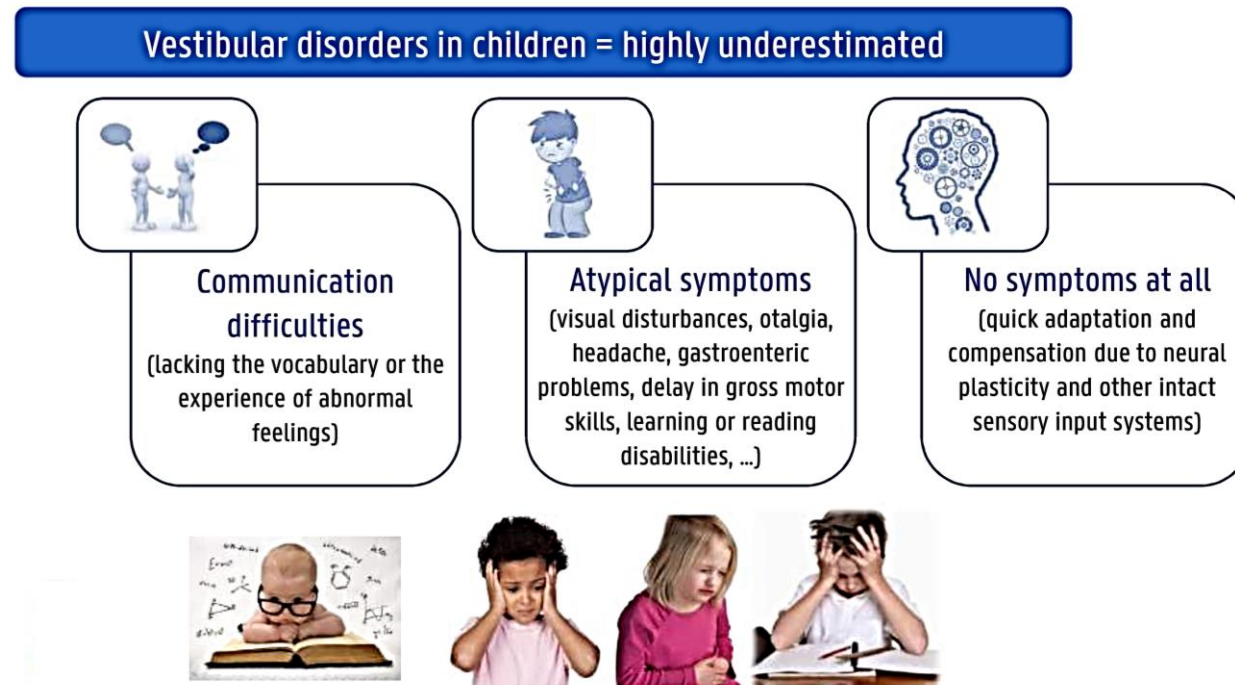 Vestibular disorders in children = highly underestimated
Communication
difficulties
(lacking the vocabulary or the
experience of abnormal
feelings)
Atypical symptoms
(visual disturbances, otalgia,
headache, gastroenteric
problems, delay in gross motor
skills, learning or reading
disabilities, ...)
No symptoms at all
(quick adaptation and
compensation due to neural
plasticity and other intact
sensory input systems)